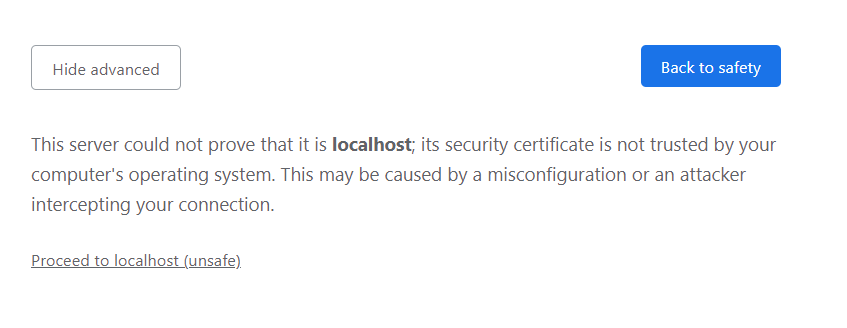 Hide advanced
Back to safety
This server could not prove that it is localhost; its security certificate is not trusted by your
computer's operating system. This may be caused by a misconfiguration or an attacker
intercepting your connection.
Proceed to localhost (unsafe)